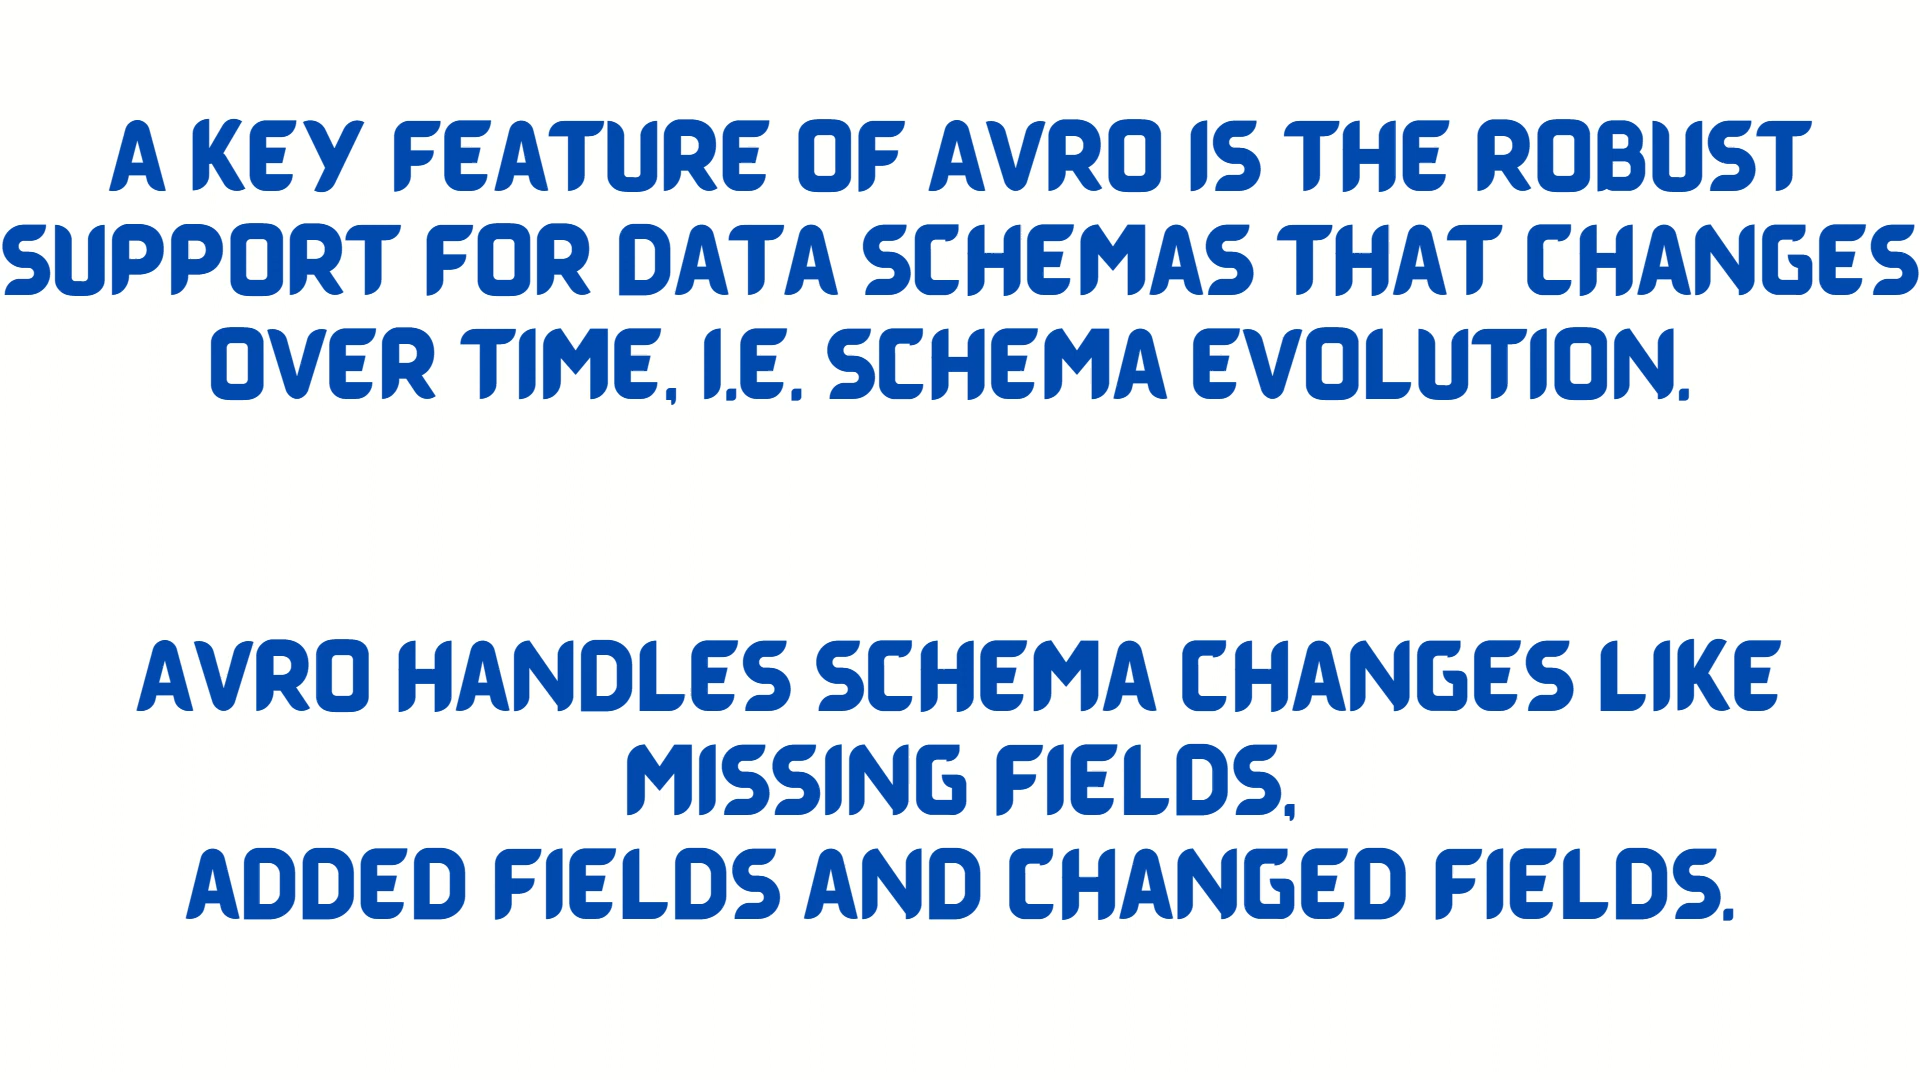 A KEY FEATURE OF AVRO IS THE ROBUST
SUPPORT FOR DATA SCHEMAS THAT CHANGES
OVER TIME, I.E. SCHEMA EVOLUTION.
AVRO HANDLES SCHEMA CHANGES LIKE
MISSING FIELDS,
ADDED FIELDS AND CHANGED FIELDS.